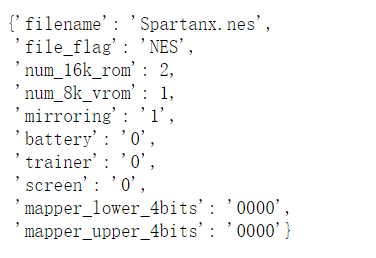 {'filename': 'Spartanx.nes',
'file_flag': 'NES',
'num_16k_rom': 2,
'num_8k_vrom': 1,
'mirroring': '1',
'battery': '0',
'trainer': '0',
'screen': '0',
'mapper_lower_4bits': '0000',
'mapper_upper_4bits': '0000'}